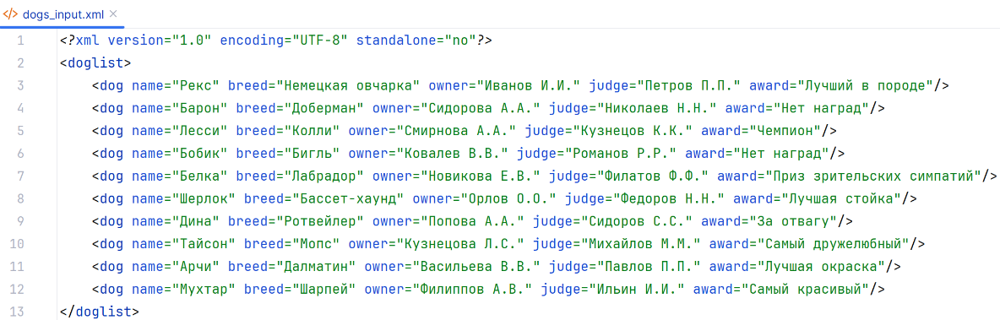 dogs_input.xml
1 <?xml version="1.0" encoding="UTF-8" standalone="no"?>
2 <doglist>
3 <dog name="Рекс" breed="Немецкая овчарка" owner="Иванов И.И." judge="Петров П.П." award="Лучший в породе"/>
4 <dog name="Барон" breed="Доберман" owner="Сидорова А.А." judge="Николаев Н.Н." award="Нет наград"/>
5 <dog name="Лесси" breed="Колли" owner="Смирнова А.А." judge="Кузнецов К.К." award="Чемпион"/>
6 <dog name="Бобик" breed="Бигль" owner="Ковалев В.В." judge="Романов Р.Р." award="Нет наград"/>
7 <dog name="Белка" breed="Лабрадор" owner="Новикова Е.В." judge="Филатов Ф.Ф." award="Приз зрительских симпатий"/>
8 <dog name="Шерлок" breed="Бассет-хаунд" owner="Орлов О.О." judge="Федоров Н.Н." award="Лучшая стойка"/>
9 <dog name="Дина" breed="Ротвейлер" owner="Попова А.А." judge="Сидоров С.С." award="За отвагу"/>
10 <dog name="Тайсон" breed="Мопс" owner="Кузнецова Л.С." judge="Михайлов М.М." award="Самый дружелюбный"/>
11 <dog name="Арчи" breed="Далматин" owner="Васильева В.В." judge="Павлов П.П." award="Лучшая окраска"/>
12 <dog name="Мухтар" breed="Шарпей" owner="Филиппов А.В." judge="Ильин И.И." award="Самый красивый"/>
13 </doglist>